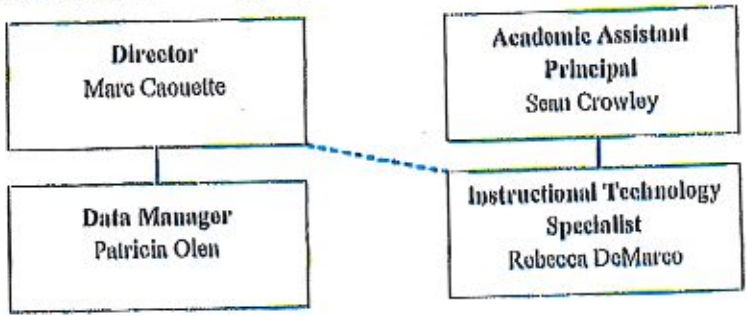 Director
Marc Caouette
Academic Assistant
Principal
Sean Crowley
Data Manager
Patricia Olen
Instructional Technology
Specialist
Rebecca DeMarco